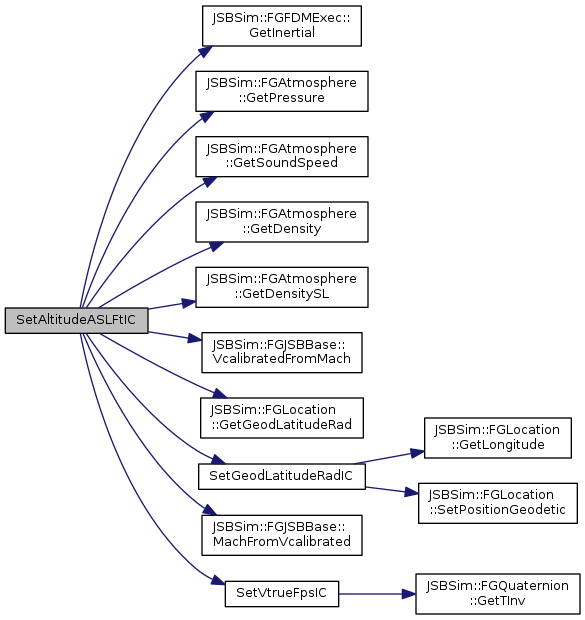 JSBSim::FGFDMExec::
GetInertial
JSBSim::FGAtmosphere
::GetPressure
JSBSim::FGAtmosphere
::GetSoundSpeed
JSBSim::FGAtmosphere
::GetDensity
JSBSim::FGAtmosphere
::GetDensitySL
SetAltitudeASLFtIC
JSBSim::FGJSBBase::
VcalibratedFromMach
JSBSim::FGLocation
::GetGeodLatitudeRad
SetGeodLatitudeRadIC
JSBSim::FGLocation
::GetLongitude
JSBSim::FGLocation
::SetPositionGeodetic
JSBSim::FGJSBBase::
MachFromVcalibrated
SetVtrueFpsIC
JSBSim::FGQuaternion
::GetTInv